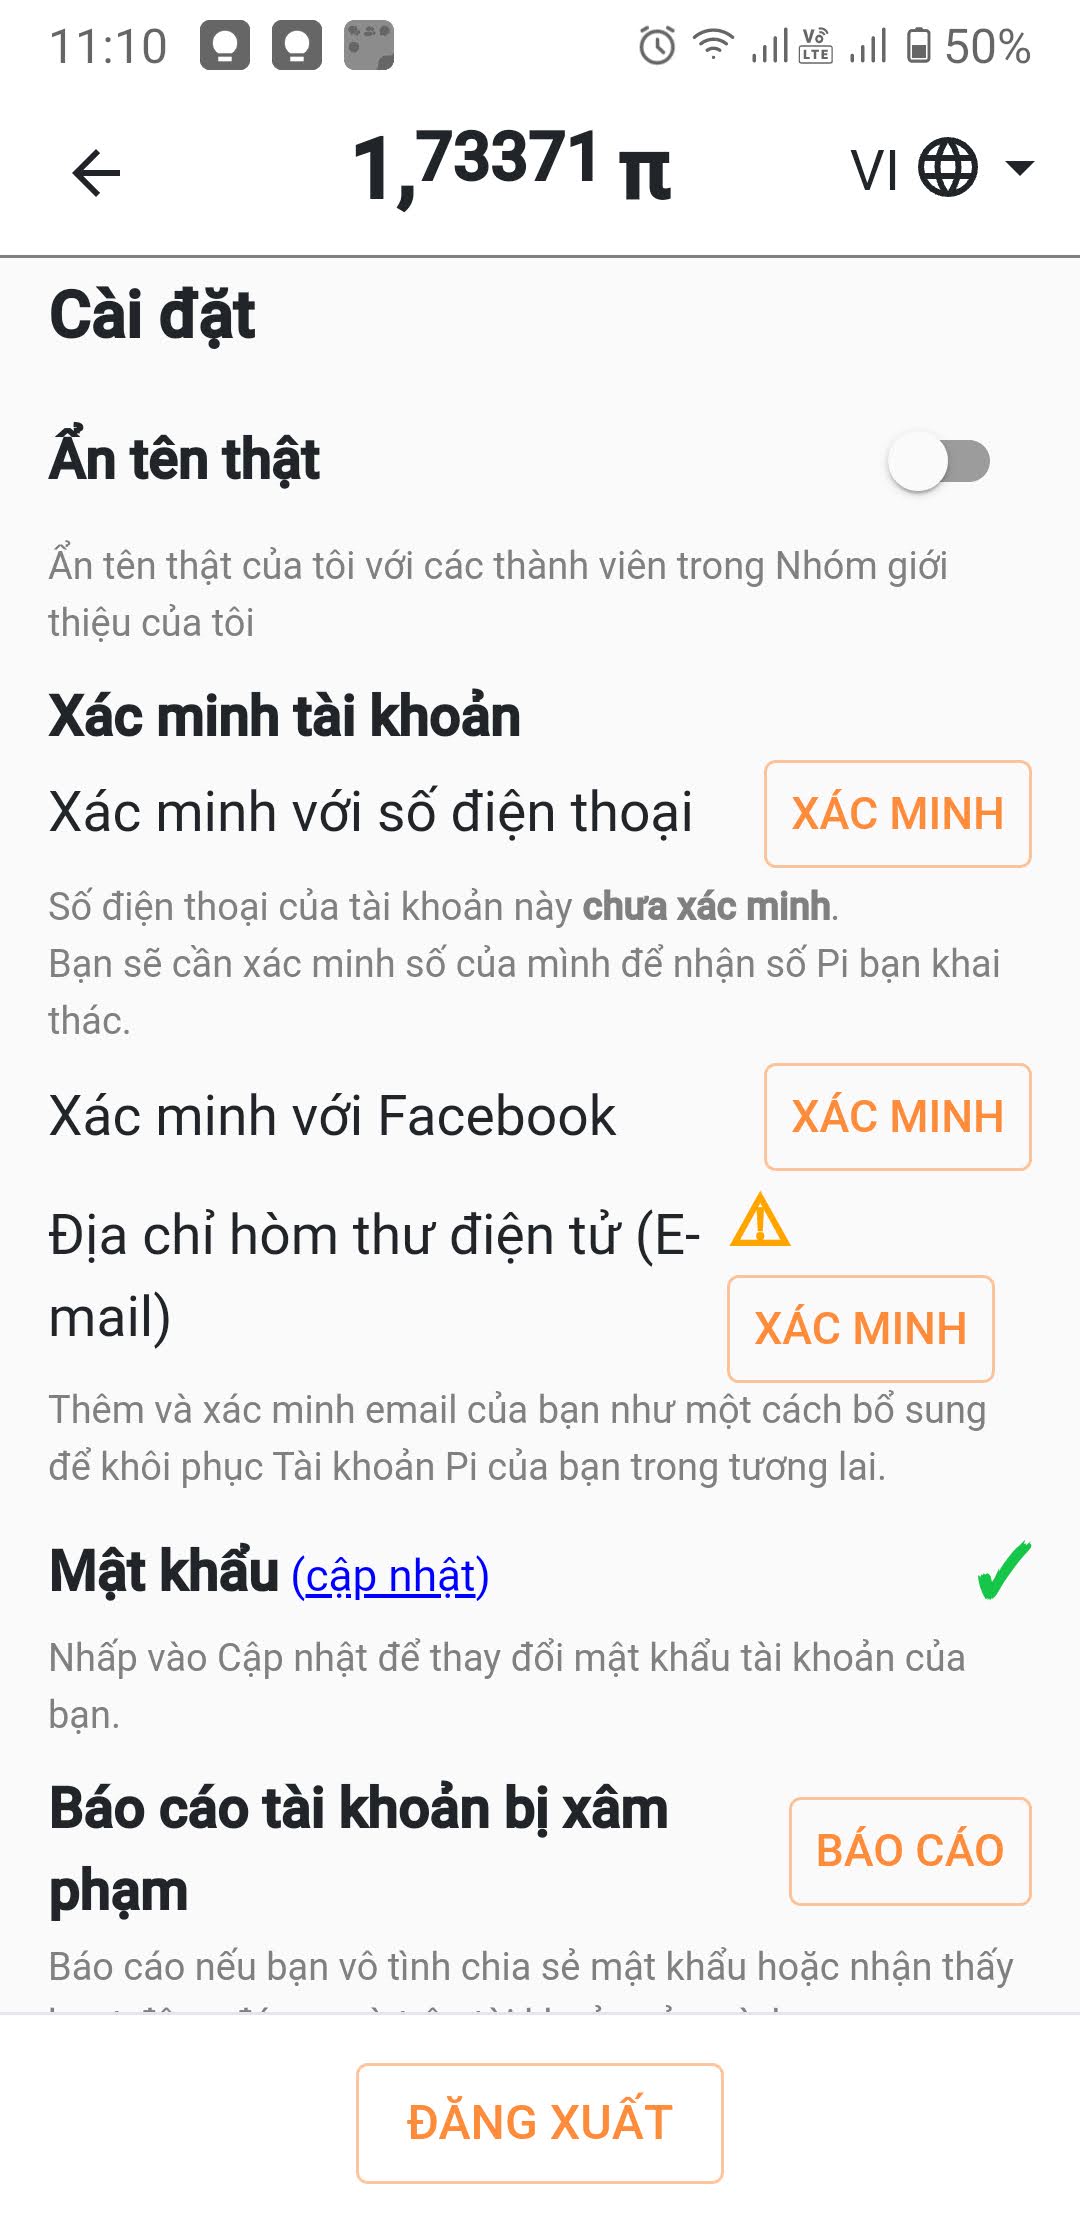 11:10
Vo LTE 50%
1,73371 π
VI
Cài đặt
Ẩn tên thật
Ẩn tên thật của tôi với các thành viên trong Nhóm giới
thiệu của tôi
Xác minh tài khoản
Xác minh với số điện thoại
XÁC MINH
Số điện thoại của tài khoản này chưa xác minh.
Bạn sẽ cần xác minh số của mình để nhận số Pi bạn khai
thác.
Xác minh với Facebook
XÁC MINH
Địa chỉ hòm thư điện tử (E-
mail)
XÁC MINH
Thêm và xác minh email của bạn như một cách bổ sung
để khôi phục Tài khoản Pi của bạn trong tương lai.
Mật khẩu (cập nhật)
Nhấp vào Cập nhật để thay đổi mật khẩu tài khoản của
bạn.
Báo cáo tài khoản bị xâm
phạm
BÁO CÁO
Báo cáo nếu bạn vô tình chia sẻ mật khẩu hoặc nhận thấy
ĐĂNG XUẤT